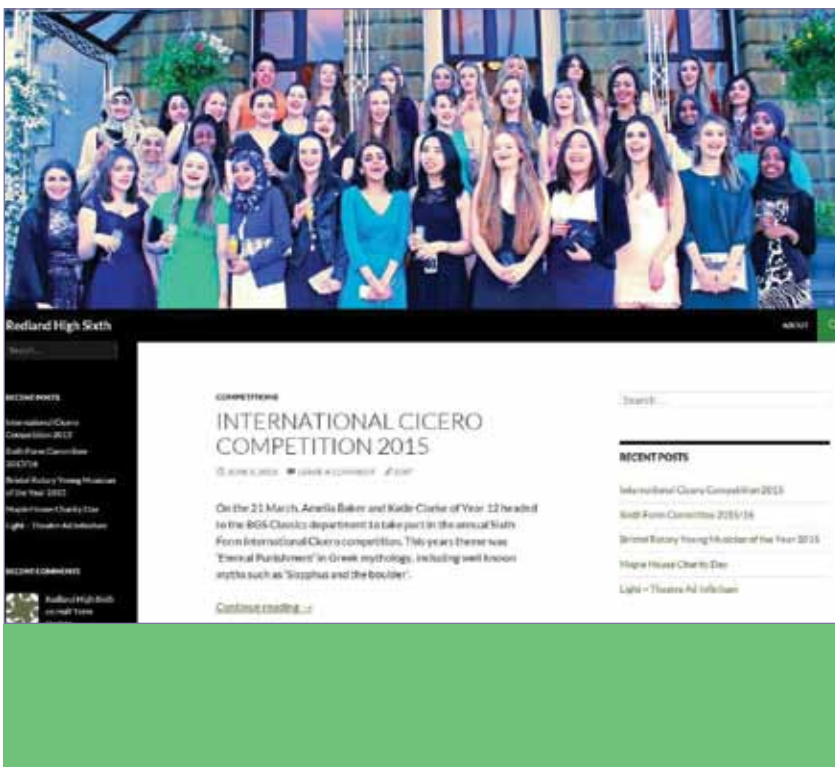 Redland High Sixth
ABOUT
Search...
RECENT POSTS
International Cicero
Competition 2015
Sixth Form Committee
2015/16
Bristol Rotary Young Musician
of the Year 2015
Maple House Charity Day
Light – Theatre Ad Infinitum
RECENT COMMENTS
Redland High Sixth
on Half Term
COMPETITIONS
INTERNATIONAL CICERO
COMPETITION 2015
LEAVE A COMMENT
EDIT
On the 21 March, Amelia Baker and Katie Clarke of Year 12 headed
to the BGS Classics department to take part in the annual Sixth
Form International Cicero competition. This years theme was
'Eternal Punishment' in Greek mythology, including well known
myths such as 'Sisyphus and the boulder'.
Continue reading →
Search ...
RECENT POSTS
International Cicero Competition 2015
Sixth Form Committee 2015/16
Bristol Rotary Young Musician of the Year 2015
Maple House Charity Day
Light – Theatre Ad Infinitum